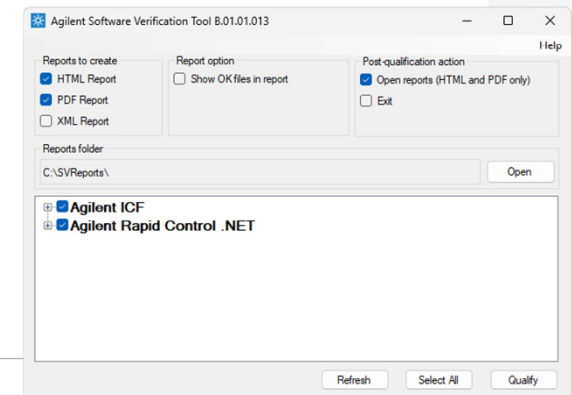 Agilent Software Verification Tool B.01.01.013
Help
Reports to create
HTML Report
PDF Report
XML Report
Report option
Show OK files in report
Post-qualification action
Open reports (HTML and PDF only)
Exit
Reports folder
C:\SVReports\
Open
Agilent ICF
Agilent Rapid Control .NET
Refresh
Select All
Qualify